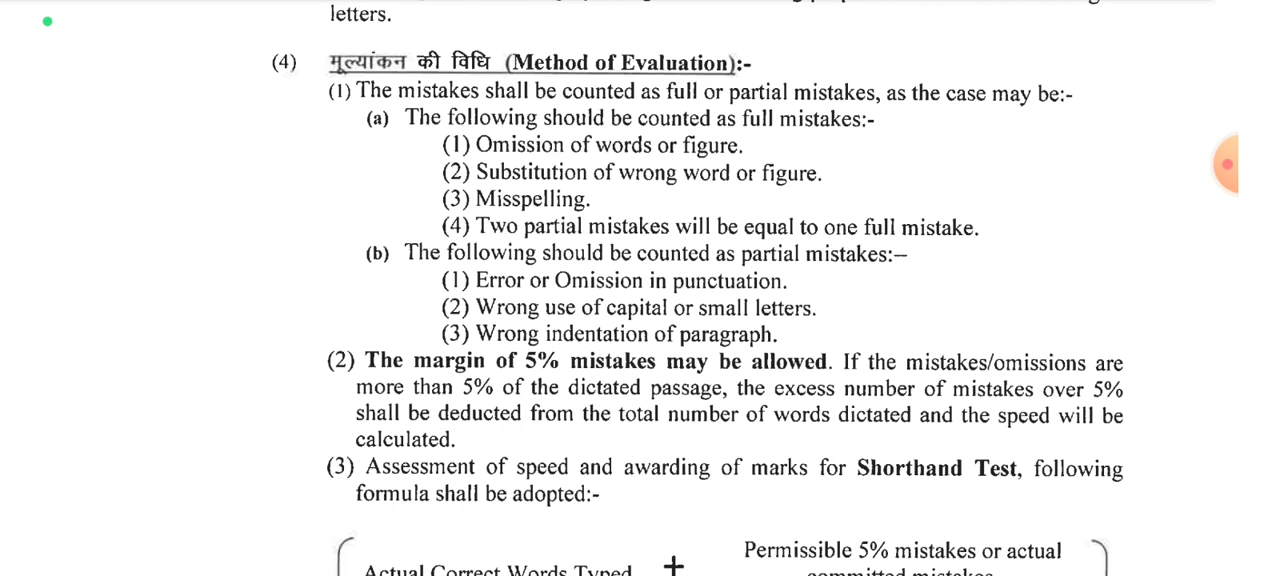 letters.
(4) मूल्यांकन की विधि (Method of Evaluation):-
(1) The mistakes shall be counted as full or partial mistakes, as the case may be:-
(a) The following should be counted as full mistakes:-
(1) Omission of words or figure.
(2) Substitution of wrong word or figure.
(3) Misspelling.
(4) Two partial mistakes will be equal to one full mistake.
(b) The following should be counted as partial mistakes:–
(1) Error or Omission in punctuation.
(2) Wrong use of capital or small letters.
(3) Wrong indentation of paragraph.
(2) The margin of 5% mistakes may be allowed. If the mistakes/omissions are
more than 5% of the dictated passage, the excess number of mistakes over 5%
shall be deducted from the total number of words dictated and the speed will be
calculated.
(3) Assessment of speed and awarding of marks for Shorthand Test, following
formula shall be adopted:-
Permissible 5% mistakes or actual
Actual Correct Words Typed + committed mistakes